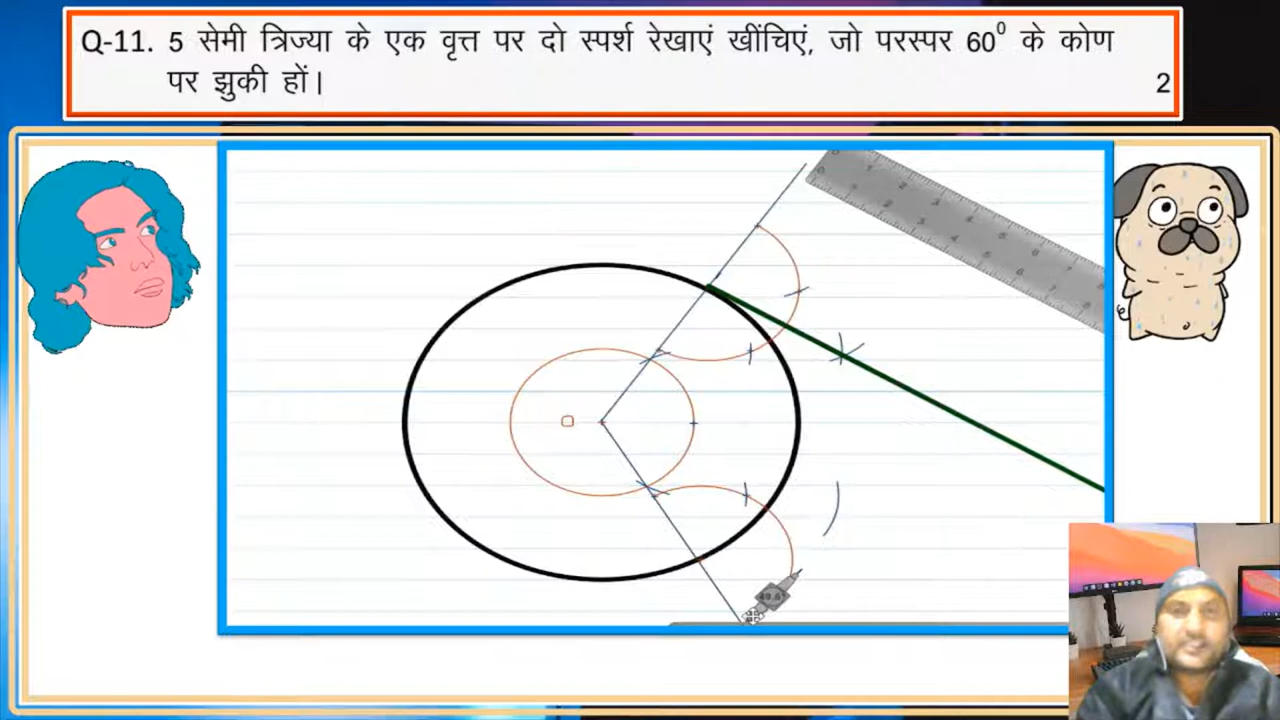 Q-11. 5 सेमी त्रिज्या के एक वृत्त पर दो स्पर्श रेखाएं खींचिएं, जो परस्पर 60⁰ के कोण
पर झुकी हों। 2